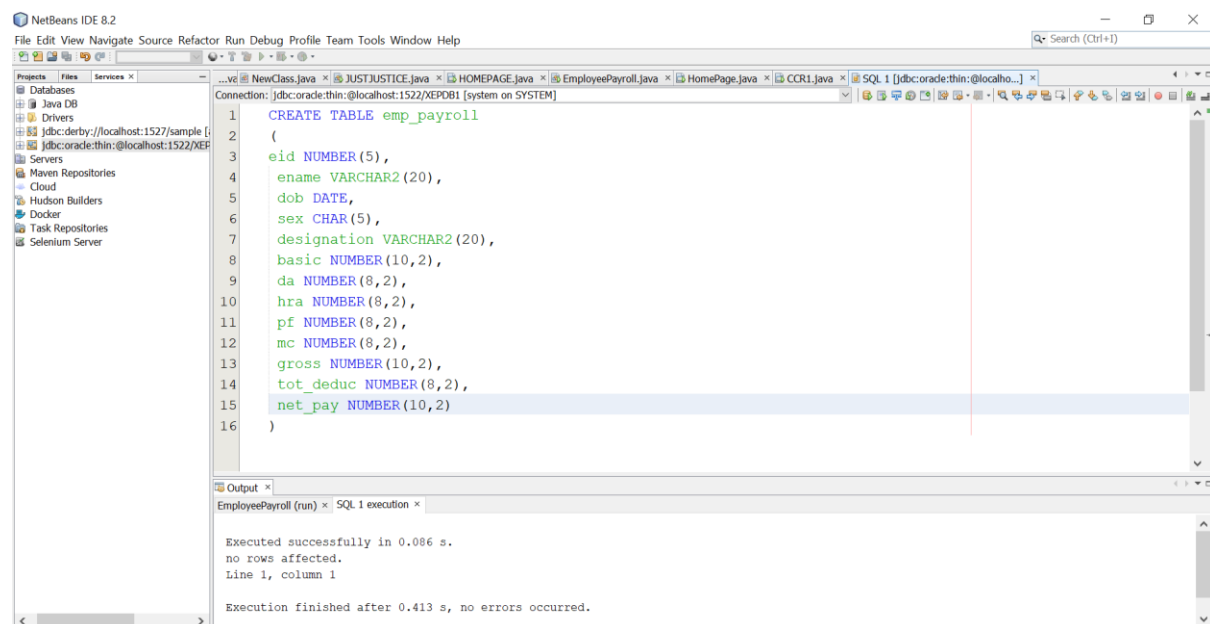 NetBeans IDE 8.2
File Edit View Navigate Source Refactor Run Debug Profile Team Tools Window Help
Search (Ctrl+I)
Projects Files Services
...va NewClass.java JUSTJUSTICE.java HOMEPAGE.java EmployeePayroll.java HomePage.java CCR1.java SQL 1 [jdbc:oracle:thin:@localho...]
Databases
Java DB
Drivers
jdbc:derby://localhost:1527/sample [
jdbc:oracle:thin:@localhost:1522/XEP
Servers
Maven Repositories
Cloud
Hudson Builders
Docker
Task Repositories
Selenium Server
Connection: jdbc:oracle:thin:@localhost:1522/XEPDB1 [system on SYSTEM]
1 CREATE TABLE emp_payroll
2 (
3 eid NUMBER(5),
4 ename VARCHAR2(20),
5 dob DATE,
6 sex CHAR(5),
7 designation VARCHAR2(20),
8 basic NUMBER(10,2),
9 da NUMBER(8,2),
10 hra NUMBER(8,2),
11 pf NUMBER(8,2),
12 mc NUMBER(8,2),
13 gross NUMBER(10,2),
14 tot_deduc NUMBER(8,2),
15 net_pay NUMBER(10,2)
16 )
Output
EmployeePayroll (run) SQL 1 execution
Executed successfully in 0.086 s.
no rows affected.
Line 1, column 1
Execution finished after 0.413 s, no errors occurred.